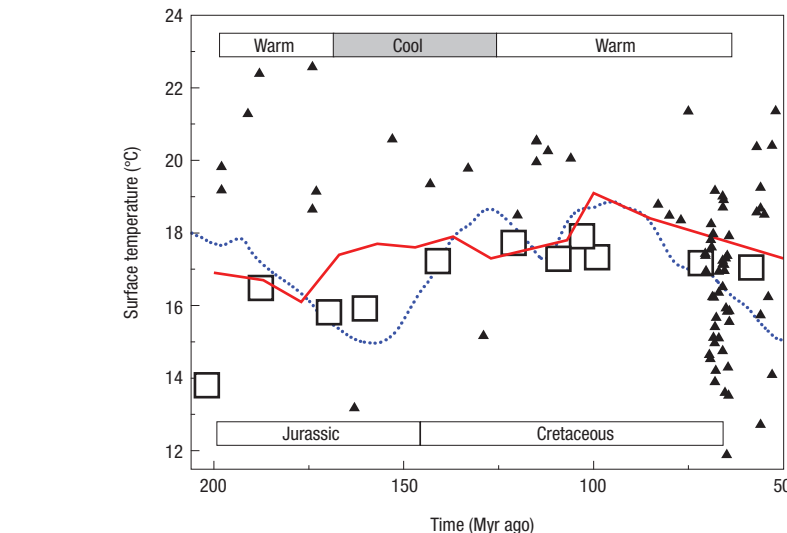 24
22
20
18
16
14
12
Surface temperature (°C)
Warm
Cool
Warm
Jurassic
Cretaceous
200
150
100
50
Time (Myr ago)